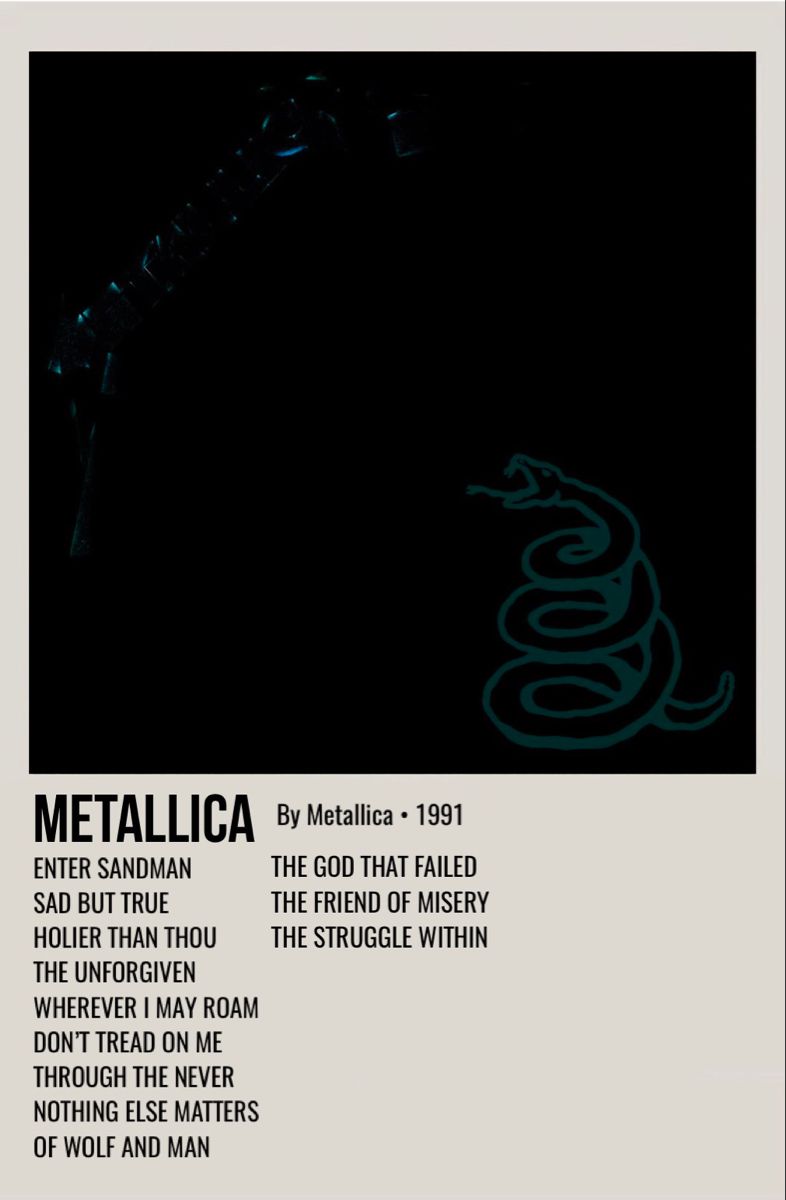 METALLICA
By Metallica • 1991
ENTER SANDMAN
SAD BUT TRUE
HOLIER THAN THOU
THE UNFORGIVEN
WHEREVER I MAY ROAM
DON’T TREAD ON ME
THROUGH THE NEVER
NOTHING ELSE MATTERS
OF WOLF AND MAN
THE GOD THAT FAILED
THE FRIEND OF MISERY
THE STRUGGLE WITHIN